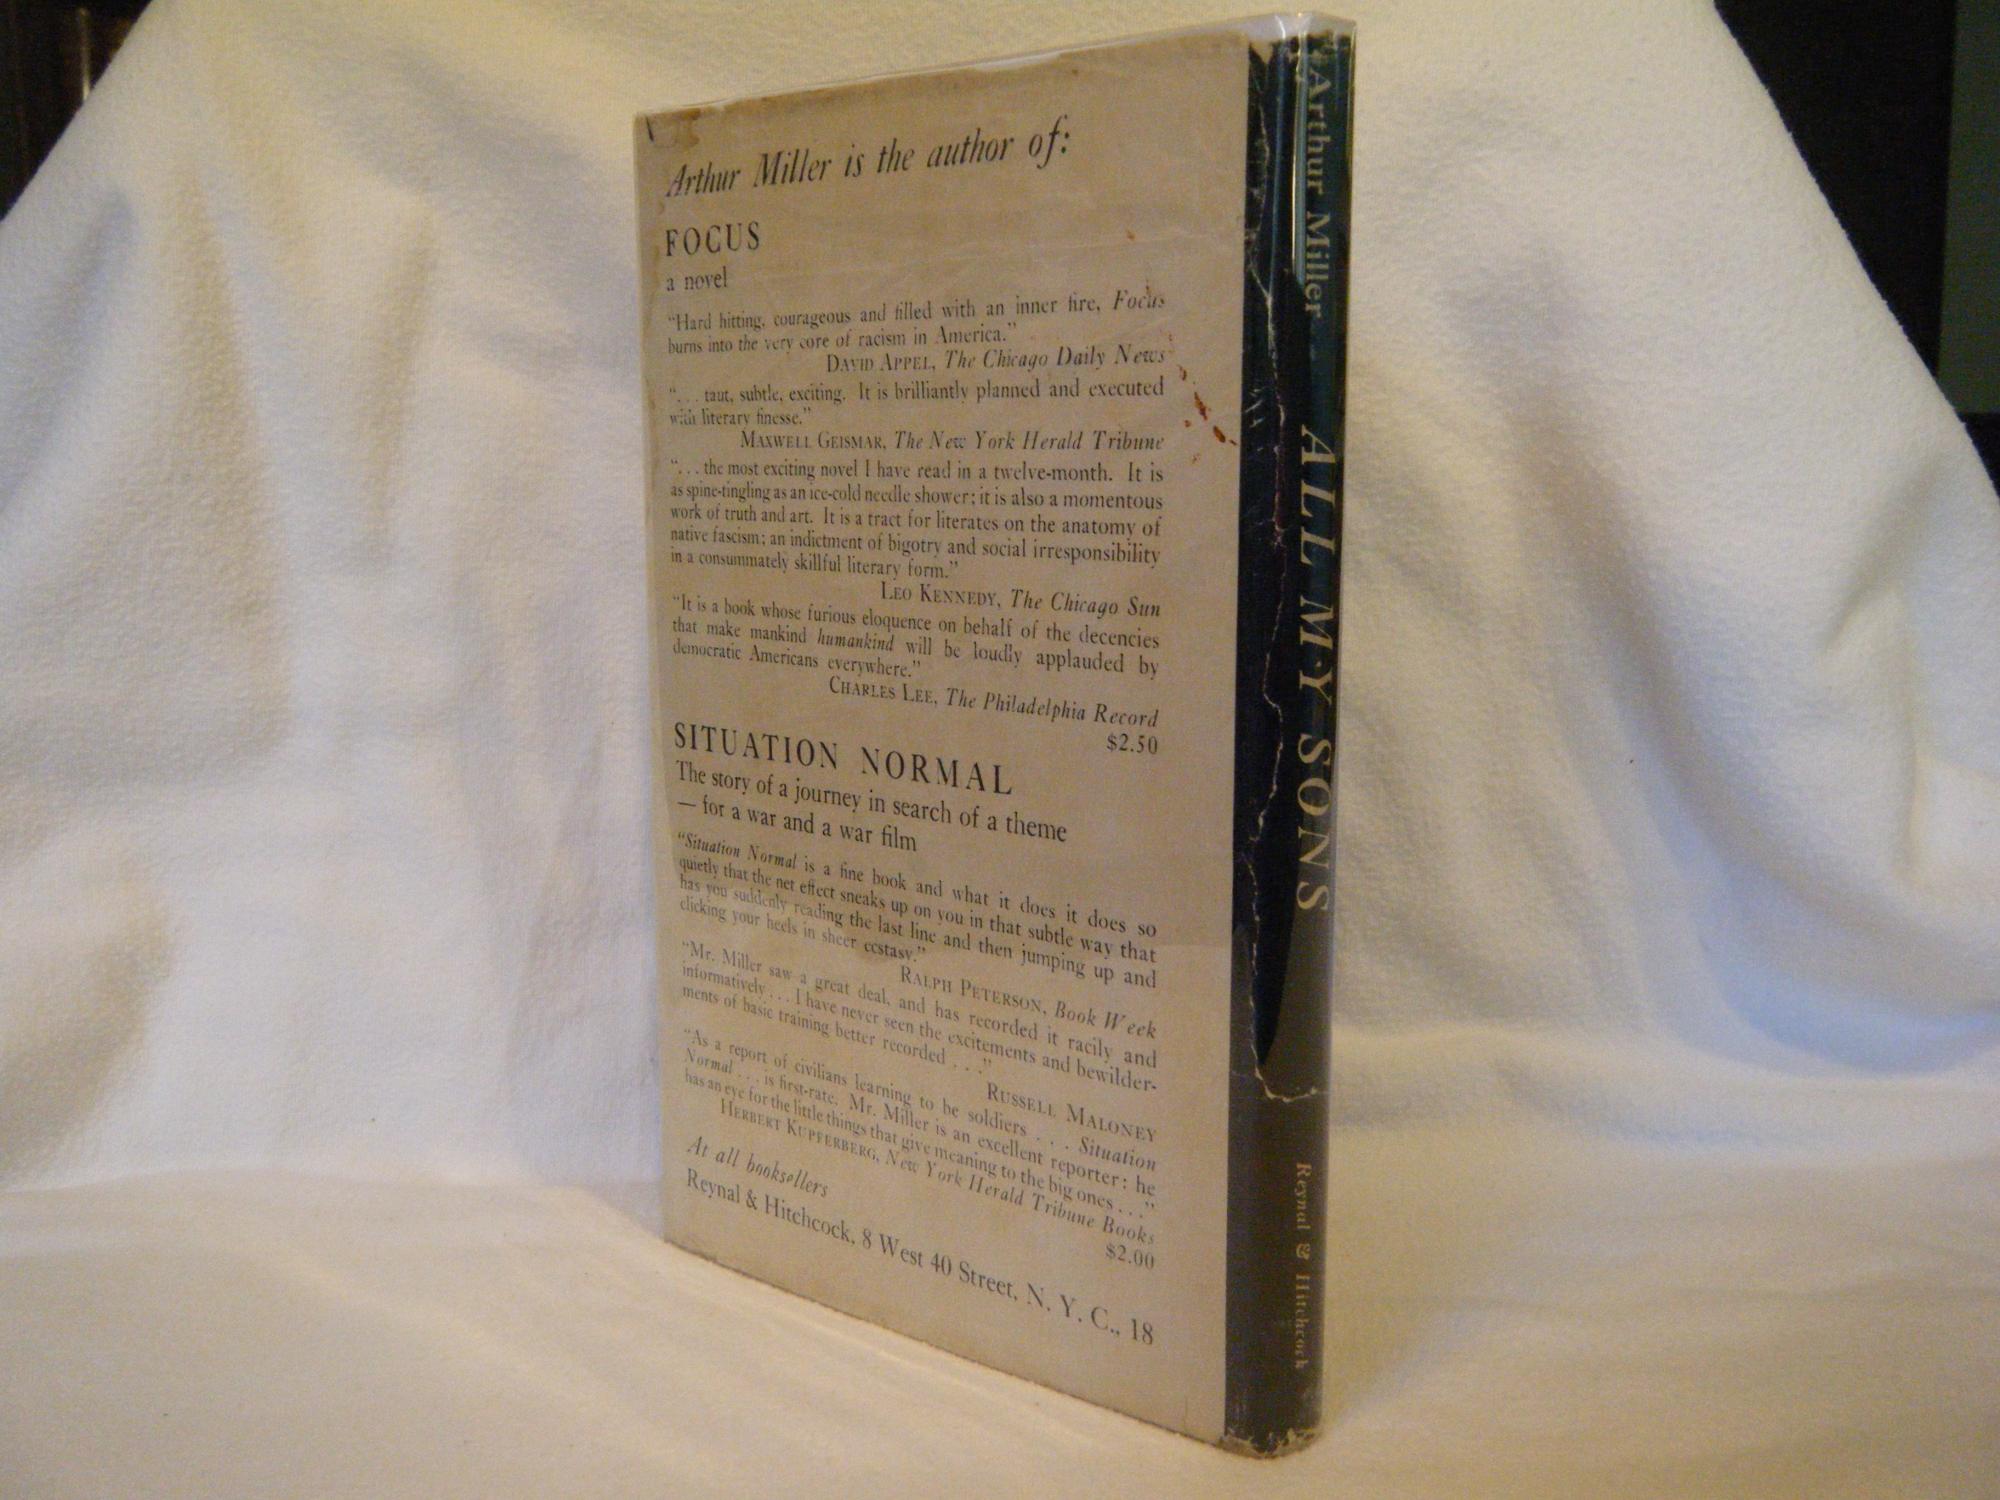 Arthur Miller is the author of:
FOCUS
a novel
“Hard hitting, courageous and filled with an inner fire, Focus
burns into the very core of racism in America.”
DAVID APPEL, The Chicago Daily News
“. . . taut, subtle, exciting. It is brilliantly planned and executed
with literary finesse.”
MAXWELL GEISMAR, The New York Herald Tribune
“. . . the most exciting novel I have read in a twelve-month. It is
as spine-tingling as an ice-cold needle shower; it is also a momentous
work of truth and art. It is a tract for literates on the anatomy of
native fascism; an indictment of bigotry and social irresponsibility
in a consummately skillful literary form.”
LEO KENNEDY, The Chicago Sun
“It is a book whose furious eloquence on behalf of the decencies
that make mankind humankind will be loudly applauded by
democratic Americans everywhere.”
CHARLES LEE, The Philadelphia Record
$2.50
SITUATION NORMAL
The story of a journey in search of a theme
— for a war and a war film
“Situation Normal is a fine book and what it does it does so
quietly that the net effect sneaks up on you in that subtle way that
has you suddenly reading the last line and then jumping up and
clicking your heels in sheer ecstasy.”
RALPH PETERSON, Book Week
“Mr. Miller saw a great deal, and has recorded it racily and
informatively . . . I have never seen the excitements and bewilder-
ments of basic training better recorded . . .”
RUSSELL MALONEY
“As a report of civilians learning to be soldiers . . . Situation
Normal . . . is first-rate. Mr. Miller is an excellent reporter: he
has an eye for the little things that give meaning to the big ones . . .”
HERBERT KUPFERBERG, New York Herald Tribune Books
$2.00
At all booksellers
Reynal & Hitchcock, 8 West 40 Street, N. Y. C., 18
Arthur Miller
ALL MY SONS
Reynal & Hitchcock